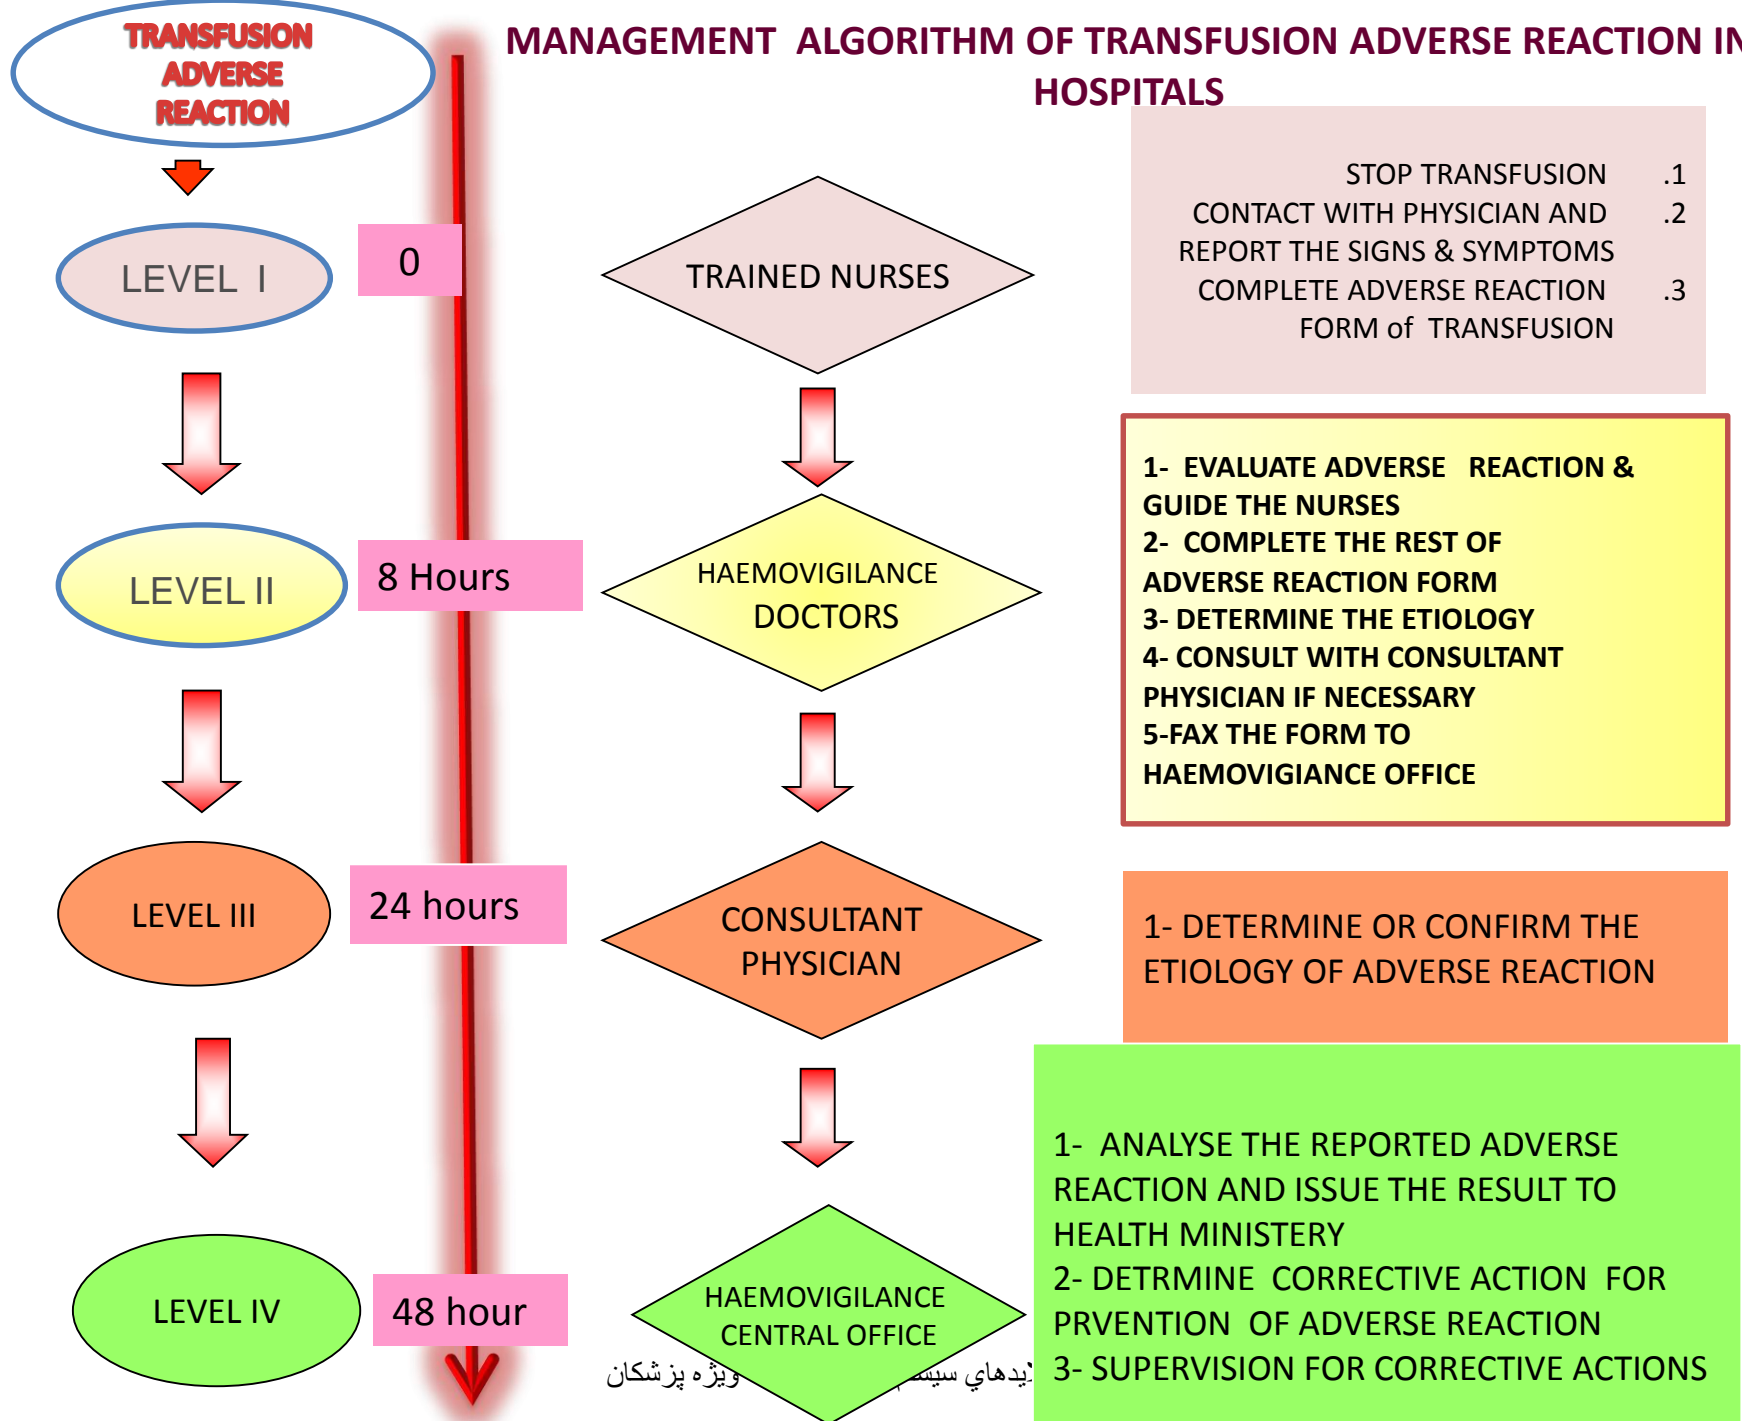 TRANSFUSION
ADVERSE
REACTION
MANAGEMENT ALGORITHM OF TRANSFUSION ADVERSE REACTION IN
HOSPITALS
LEVEL I
0
TRAINED NURSES
STOP TRANSFUSION .1
CONTACT WITH PHYSICIAN AND .2
REPORT THE SIGNS & SYMPTOMS
COMPLETE ADVERSE REACTION .3
FORM of TRANSFUSION
LEVEL II
8 Hours
HAEMOVIGILANCE
DOCTORS
1- EVALUATE ADVERSE REACTION &
GUIDE THE NURSES
2- COMPLETE THE REST OF
ADVERSE REACTION FORM
3- DETERMINE THE ETIOLOGY
4- CONSULT WITH CONSULTANT
PHYSICIAN IF NECESSARY
5-FAX THE FORM TO
HAEMOVIGIANCE OFFICE
LEVEL III
24 hours
CONSULTANT
PHYSICIAN
1- DETERMINE OR CONFIRM THE
ETIOLOGY OF ADVERSE REACTION
LEVEL IV
48 hour
HAEMOVIGILANCE
CENTRAL OFFICE
1- ANALYSE THE REPORTED ADVERSE
REACTION AND ISSUE THE RESULT TO
HEALTH MINISTERY
2- DETRMINE CORRECTIVE ACTION FOR
PRVENTION OF ADVERSE REACTION
3- SUPERVISION FOR CORRECTIVE ACTIONS
ویژه پزشکان